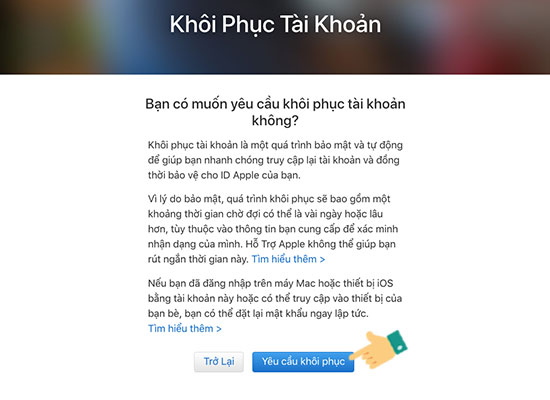 Khôi Phục Tài Khoản
Bạn có muốn yêu cầu khôi phục tài khoản
không?
Khôi phục tài khoản là một quá trình bảo mật và tự động
để giúp bạn nhanh chóng truy cập lại tài khoản và đồng
thời bảo vệ cho ID Apple của bạn.
Vì lý do bảo mật, quá trình khôi phục sẽ bao gồm một
khoảng thời gian chờ đợi có thể là vài ngày hoặc lâu
hơn, tùy thuộc vào thông tin bạn cung cấp để xác minh
nhận dạng của mình. Hỗ Trợ Apple không thể giúp bạn
rút ngắn thời gian này. Tìm hiểu thêm >
Nếu bạn đã đăng nhập trên máy Mac hoặc thiết bị iOS
bằng tài khoản này hoặc có thể truy cập vào thiết bị của
bạn bè, bạn có thể đặt lại mật khẩu ngay lập tức.
Tìm hiểu thêm >
Trở Lại Yêu cầu khôi phục